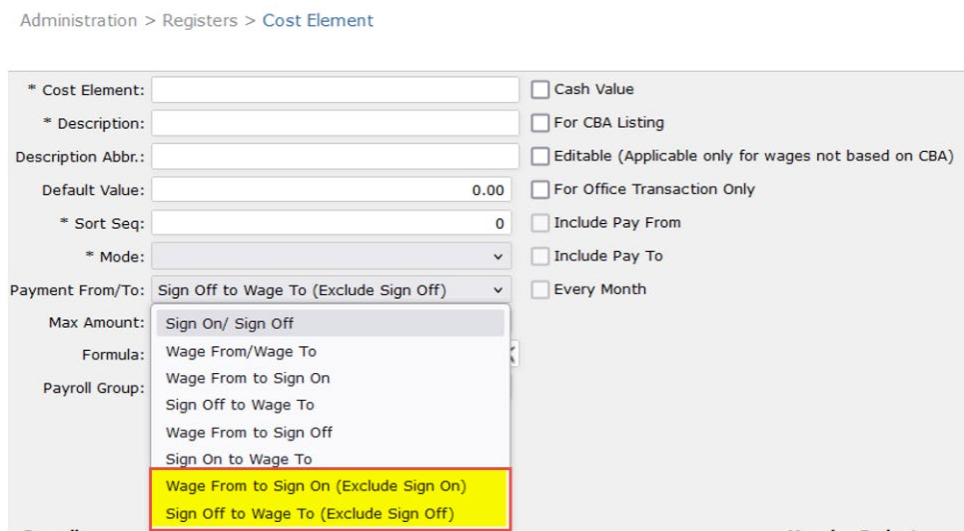 Administration > Registers > Cost Element
* Cost Element:
Cash Value
* Description:
For CBA Listing
Description Abbr.:
Editable (Applicable only for wages not based on CBA)
Default Value: 0.00
For Office Transaction Only
* Sort Seq: 0
Include Pay From
* Mode:
Include Pay To
Payment From/To: Sign Off to Wage To (Exclude Sign Off)
Every Month
Max Amount:
Sign On/ Sign Off
Formula:
Wage From/Wage To
Payroll Group:
Wage From to Sign On
Sign Off to Wage To
Wage From to Sign Off
Sign On to Wage To
Wage From to Sign On (Exclude Sign On)
Sign Off to Wage To (Exclude Sign Off)